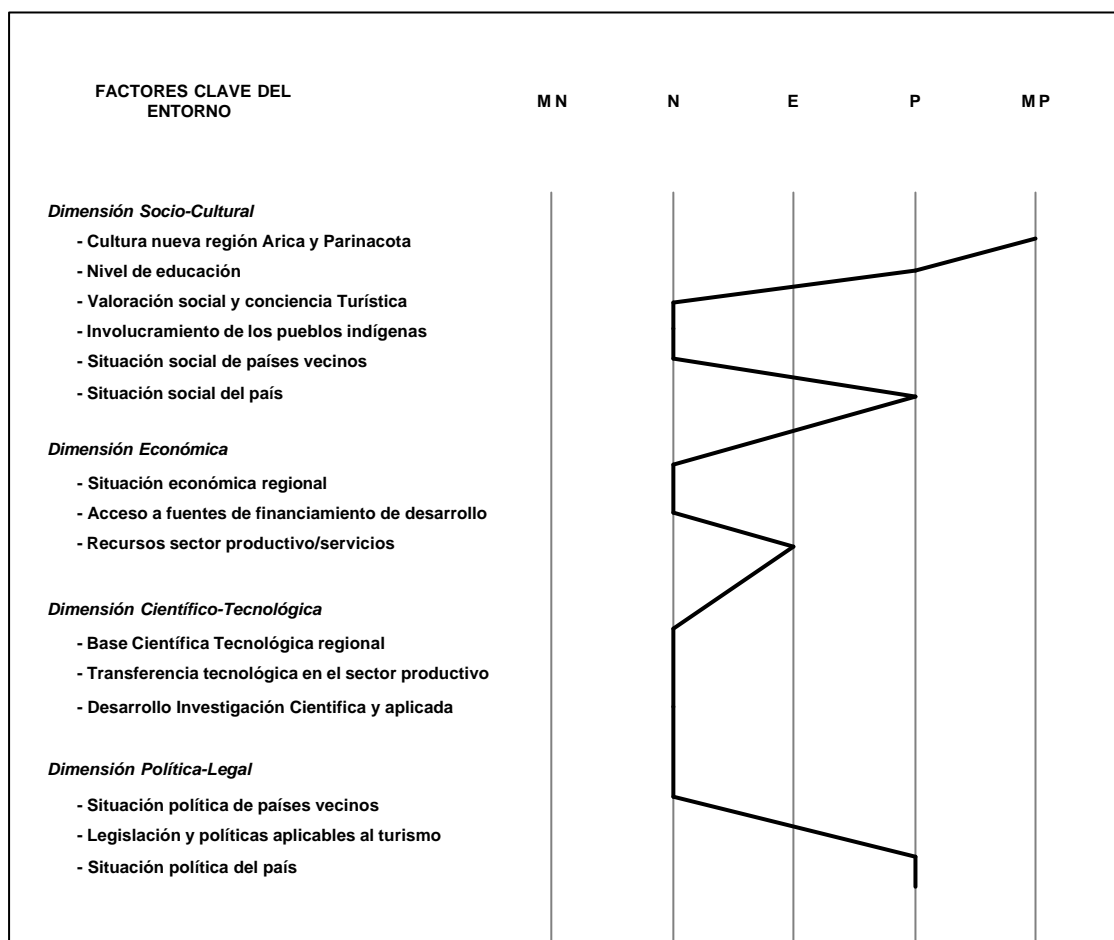 FACTORES CLAVE DEL
ENTORNO
M N
N
E
P
M P
Dimensión Socio-Cultural
- Cultura nueva región Arica y Parinacota
- Nivel de educación
- Valoración social y conciencia Turística
- Involucramiento de los pueblos indígenas
- Situación social de países vecinos
- Situación social del país
Dimensión Económica
- Situación económica regional
- Acceso a fuentes de financiamiento de desarrollo
- Recursos sector productivo/servicios
Dimensión Científico-Tecnológica
- Base Científica Tecnológica regional
- Transferencia tecnológica en el sector productivo
- Desarrollo Investigación Cientifica y aplicada
Dimensión Política-Legal
- Situación política de países vecinos
- Legislación y políticas aplicables al turismo
- Situación política del país